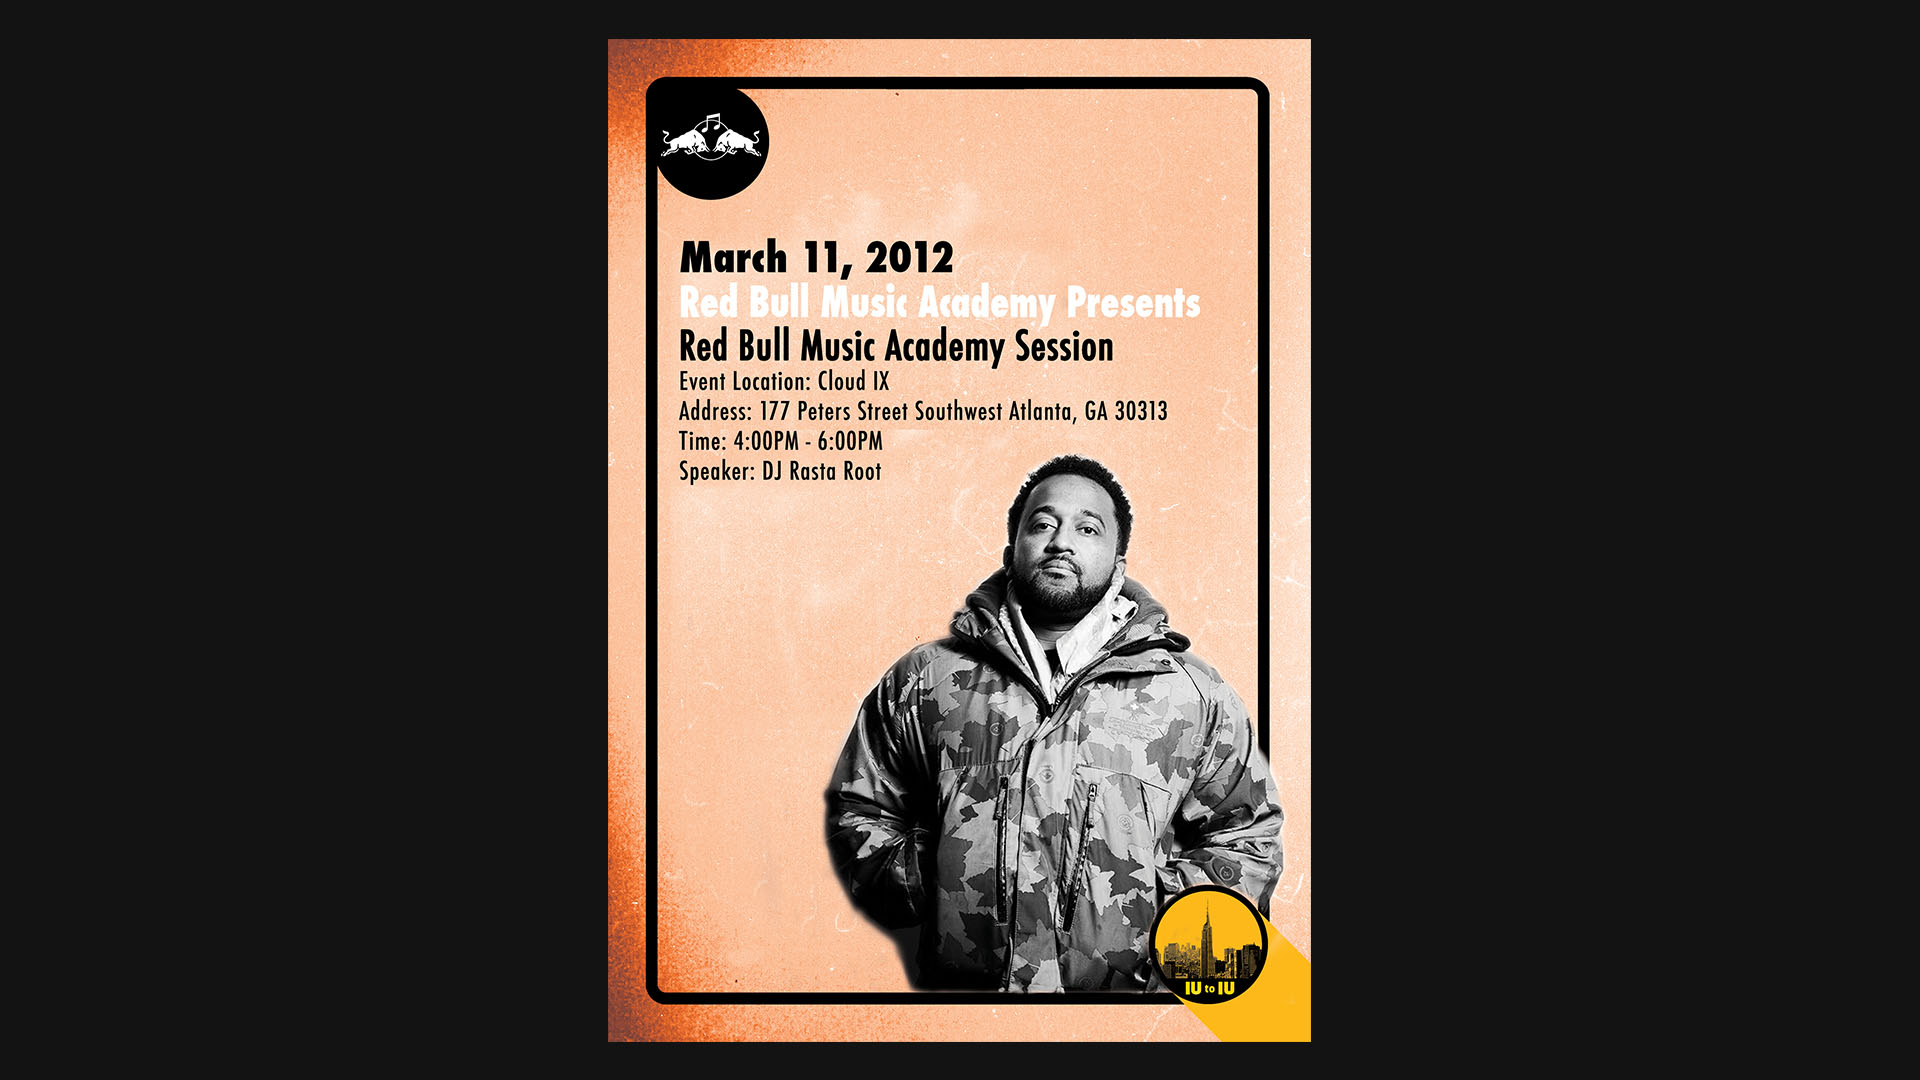 March 11, 2012
Red Bull Music Academy Presents
Red Bull Music Academy Session
Event Location: Cloud IX
Address: 177 Peters Street Southwest Atlanta, GA 30313
Time: 4:00PM - 6:00PM
Speaker: DJ Rasta Root
IU to IU